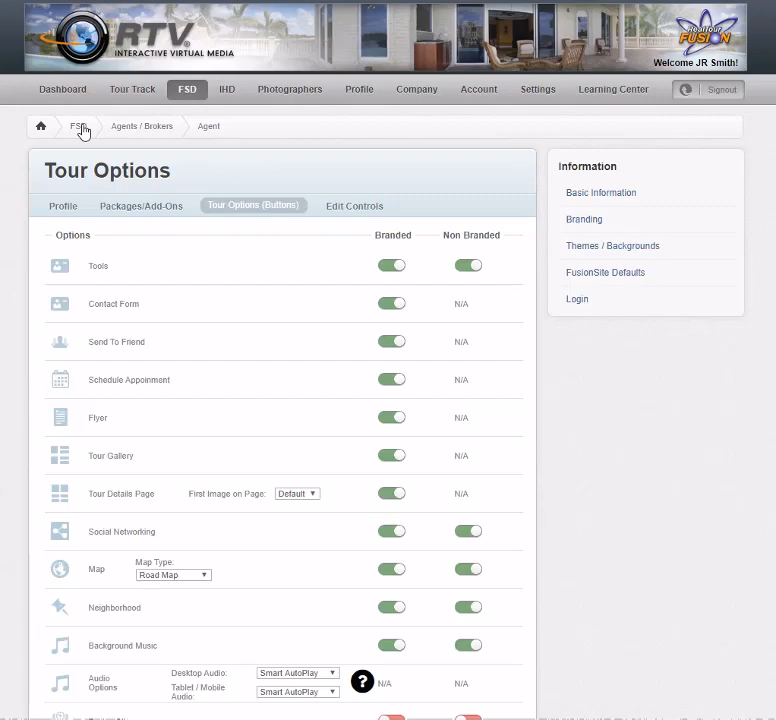 RTV®
INTERACTIVE VIRTUAL MEDIA
RealTour
FUSION
Welcome JR Smith!
Dashboard Tour Track FSD IHD Photographers Profile Company Account Settings Learning Center Signout
FSD Agents / Brokers Agent
Tour Options
Profile Packages/Add-Ons Tour Options (Buttons) Edit Controls
Options Branded Non Branded
Tools
Contact Form N/A
Send To Friend N/A
Schedule Appoinment N/A
Flyer N/A
Tour Gallery N/A
Tour Details Page First Image on Page: Default N/A
Social Networking
Map Map Type:
Road Map
Neighborhood
Background Music
Audio Options Desktop Audio: Smart AutoPlay ? N/A N/A
Tablet / Mobile Audio: Smart AutoPlay
Information
Basic Information
Branding
Themes / Backgrounds
FusionSite Defaults
Login